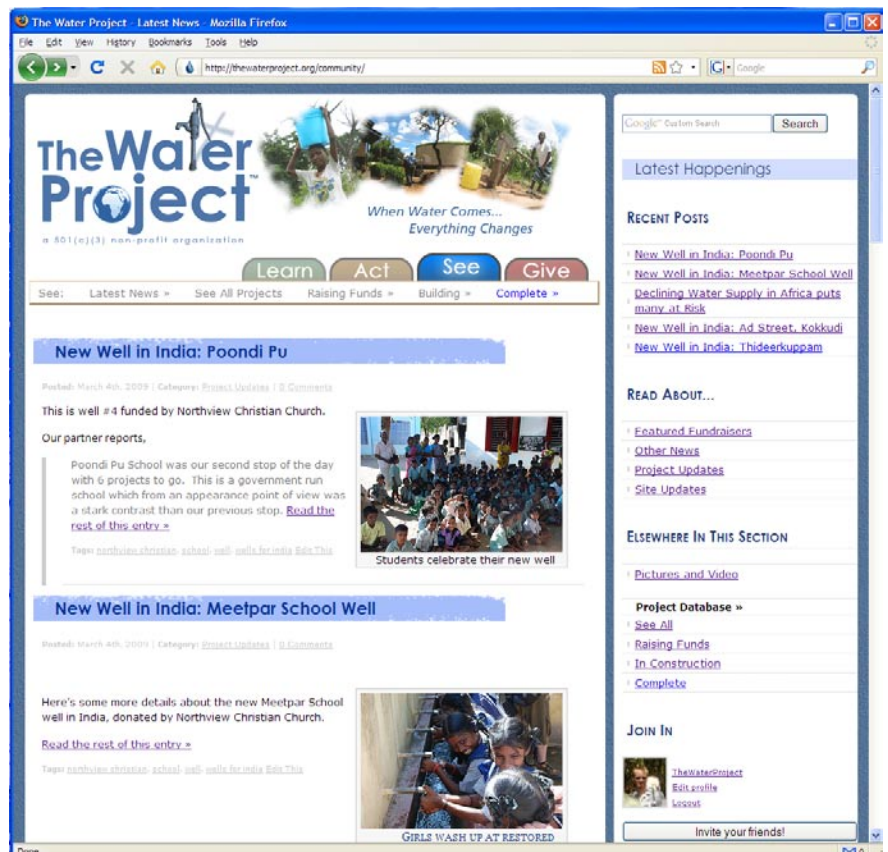 The Water Project - Latest News - Mozilla Firefox
File Edit View History Bookmarks Tools Help
http://thewaterproject.org/community/
G Google
The Water
Project™
a 501(c)(3) non-profit organization
When Water Comes...
Everything Changes
Learn Act See Give
See: Latest News » See All Projects Raising Funds » Building » Complete »
New Well in India: Poondi Pu
Posted: March 4th, 2009 | Category: Project Updates | 0 Comments
This is well #4 funded by Northview Christian Church.
Our partner reports,
Poondi Pu School was our second stop of the day
with 6 projects to go. This is a government run
school which from an appearance point of view was
a stark contrast than our previous stop. Read the
rest of this entry »
Tags: northview christian, school, well, wells for india Edit This
Students celebrate their new well
New Well in India: Meetpar School Well
Posted: March 4th, 2009 | Category: Project Updates | 0 Comments
Here's some more details about the new Meetpar School
well in India, donated by Northview Christian Church.
Read the rest of this entry »
Tags: northview christian, school, well, wells for india Edit This
GIRLS WASH UP AT RESTORED
Google™ Custom Search Search
Latest Happenings
RECENT POSTS
New Well in India: Poondi Pu
New Well in India: Meetpar School Well
Declining Water Supply in Africa puts
many at Risk
New Well in India: Ad Street, Kokkudi
New Well in India: Thideerkuppam
READ ABOUT...
Featured Fundraisers
Other News
Project Updates
Site Updates
ELSEWHERE IN THIS SECTION
Pictures and Video
Project Database »
See All
Raising Funds
In Construction
Complete
JOIN IN
TheWaterProject
Edit profile
Logout
Invite your friends!
Done